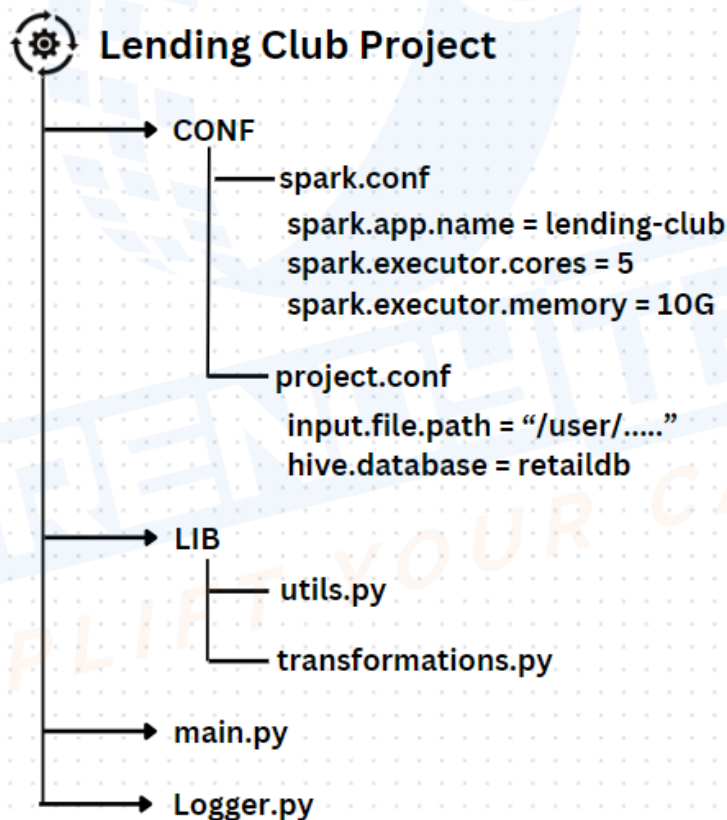 Lending Club Project
CONF
spark.conf
spark.app.name = lending-club
spark.executor.cores = 5
spark.executor.memory = 10G
project.conf
input.file.path = “/user/.....”
hive.database = retaildb
LIB
utils.py
transformations.py
main.py
Logger.py